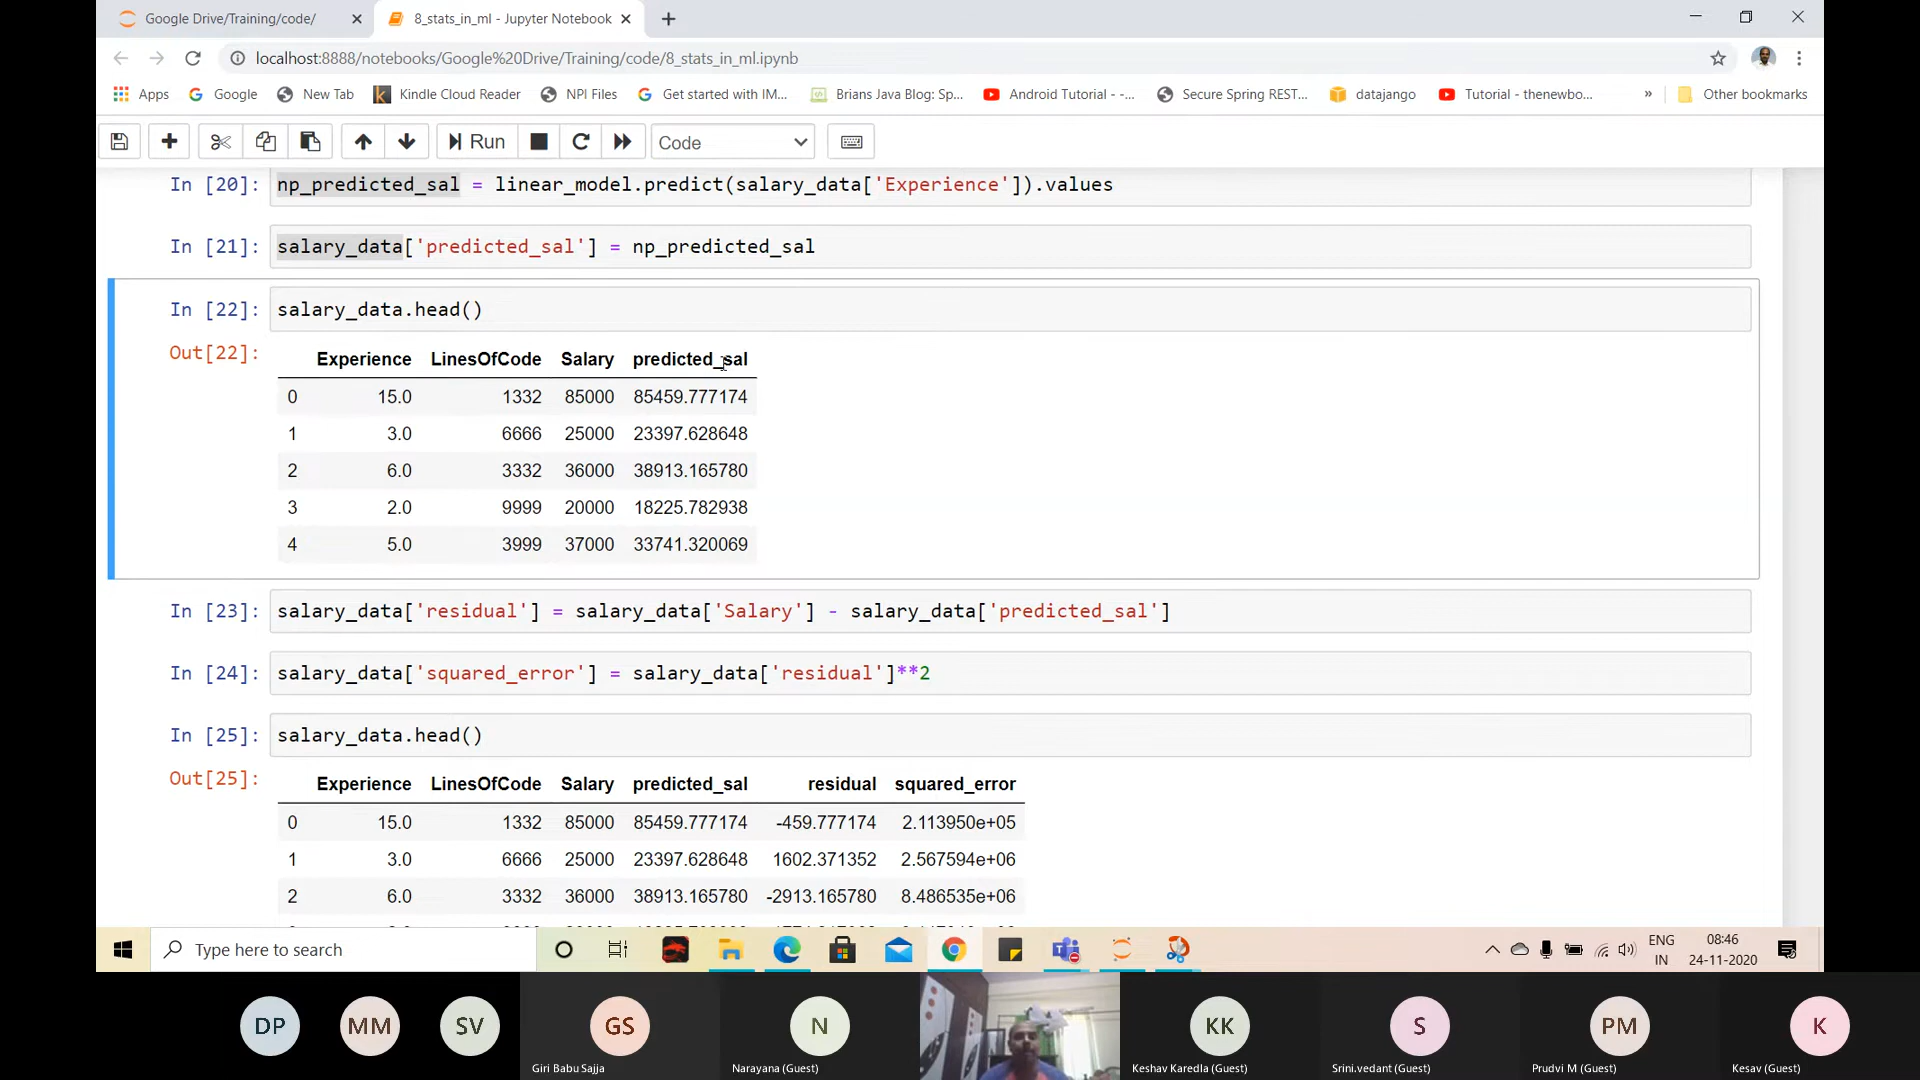 Google Drive/Training/code/
8_stats_in_ml - Jupyter Notebook
localhost:8888/notebooks/Google%20Drive/Training/code/8_stats_in_ml.ipynb
Apps Google New Tab Kindle Cloud Reader NPI Files Get started with IM... Brians Java Blog: Sp... Android Tutorial - -... Secure Spring REST... datajango Tutorial - thenewbo... » Other bookmarks
Run Code
In [20]: np_predicted_sal = linear_model.predict(salary_data['Experience']).values
In [21]: salary_data['predicted_sal'] = np_predicted_sal
In [22]: salary_data.head()
Out[22]:
Experience LinesOfCode Salary predicted_sal
0 15.0 1332 85000 85459.777174
1 3.0 6666 25000 23397.628648
2 6.0 3332 36000 38913.165780
3 2.0 9999 20000 18225.782938
4 5.0 3999 37000 33741.320069
In [23]: salary_data['residual'] = salary_data['Salary'] - salary_data['predicted_sal']
In [24]: salary_data['squared_error'] = salary_data['residual']**2
In [25]: salary_data.head()
Out[25]:
Experience LinesOfCode Salary predicted_sal residual squared_error
0 15.0 1332 85000 85459.777174 -459.777174 2.113950e+05
1 3.0 6666 25000 23397.628648 1602.371352 2.567594e+06
2 6.0 3332 36000 38913.165780 -2913.165780 8.486535e+06
Type here to search
ENG
IN
08:46
24-11-2020
DP MM SV GS N KK S PM K
Giri Babu Sajja Narayana (Guest) Keshav Karedla (Guest) Srini.vedant (Guest) Prudvi M (Guest) Kesav (Guest)